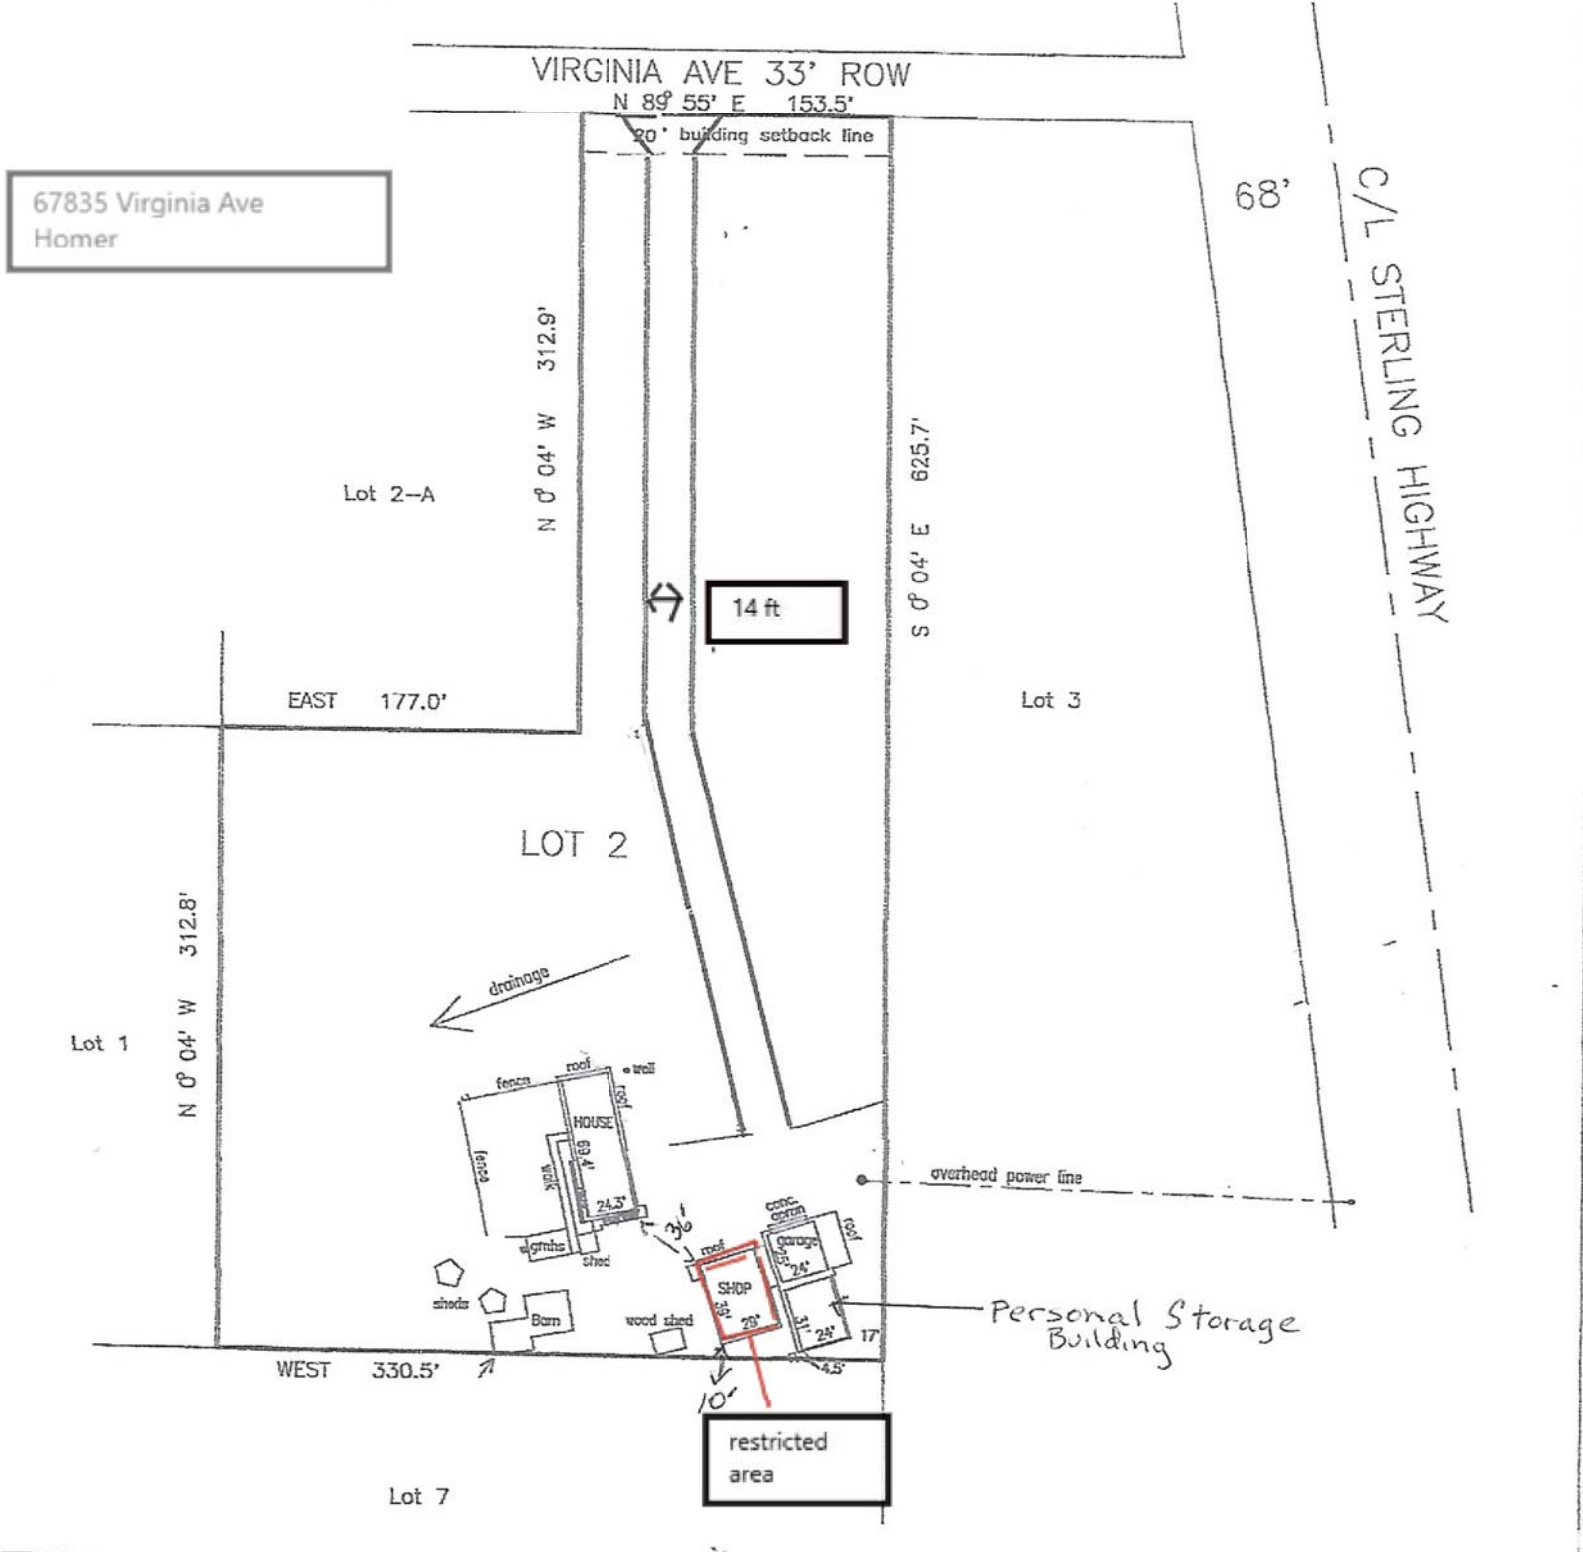 VIRGINIA AVE 33' ROW
N 89° 55' E 153.5'
20' building setback line
67835 Virginia Ave
Homer
68'
C/L STERLING HIGHWAY
N 0° 04' W 312.9'
S 0° 04' E 625.7'
Lot 2-A
14 ft
EAST 177.0'
Lot 3
LOT 2
N 0° 04' W 312.8'
drainage
Lot 1
roof
well
fence
roof
HOUSE
fence
walk
69.4'
24.3'
overhead power line
36'
conc.
apron
roof
garage
24'
grnhs
shed
roof
SHOP
39'
29'
sheds
Barn
wood shed
31'
24'
17'
Personal Storage
Building
WEST 330.5'
4.5'
10'
restricted
area
Lot 7